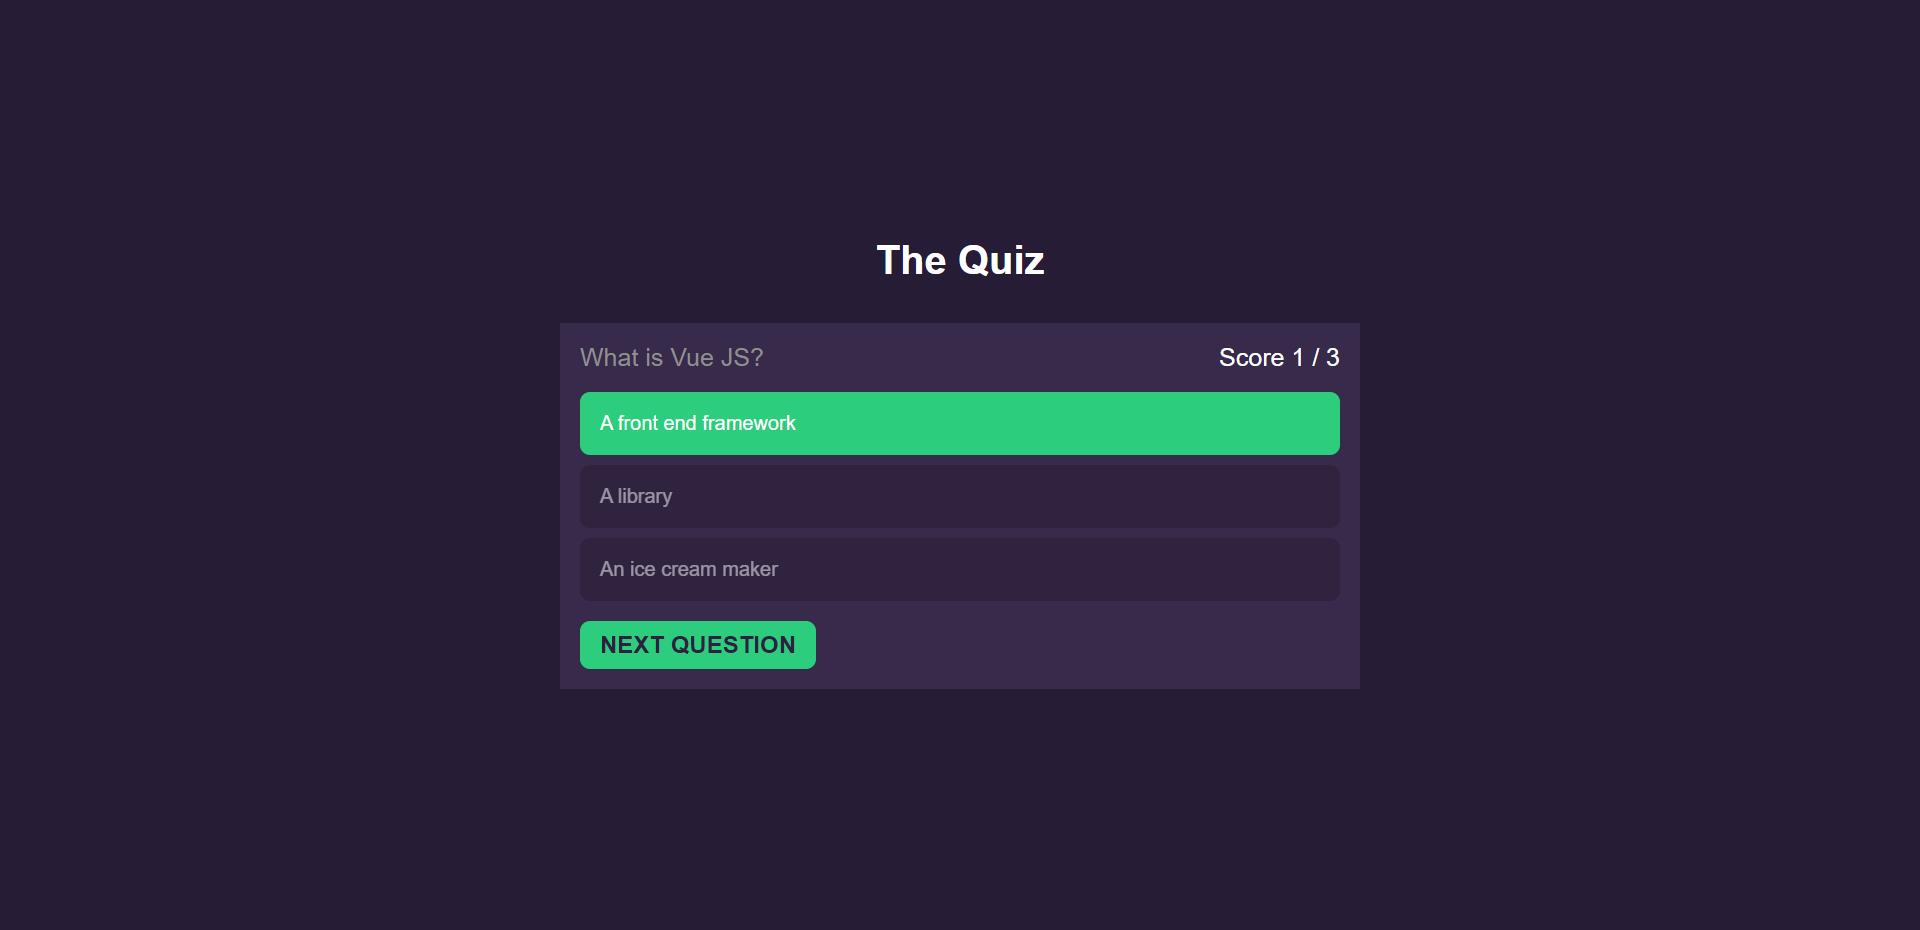 The Quiz
What is Vue JS? Score 1 / 3
A front end framework
A library
An ice cream maker
NEXT QUESTION